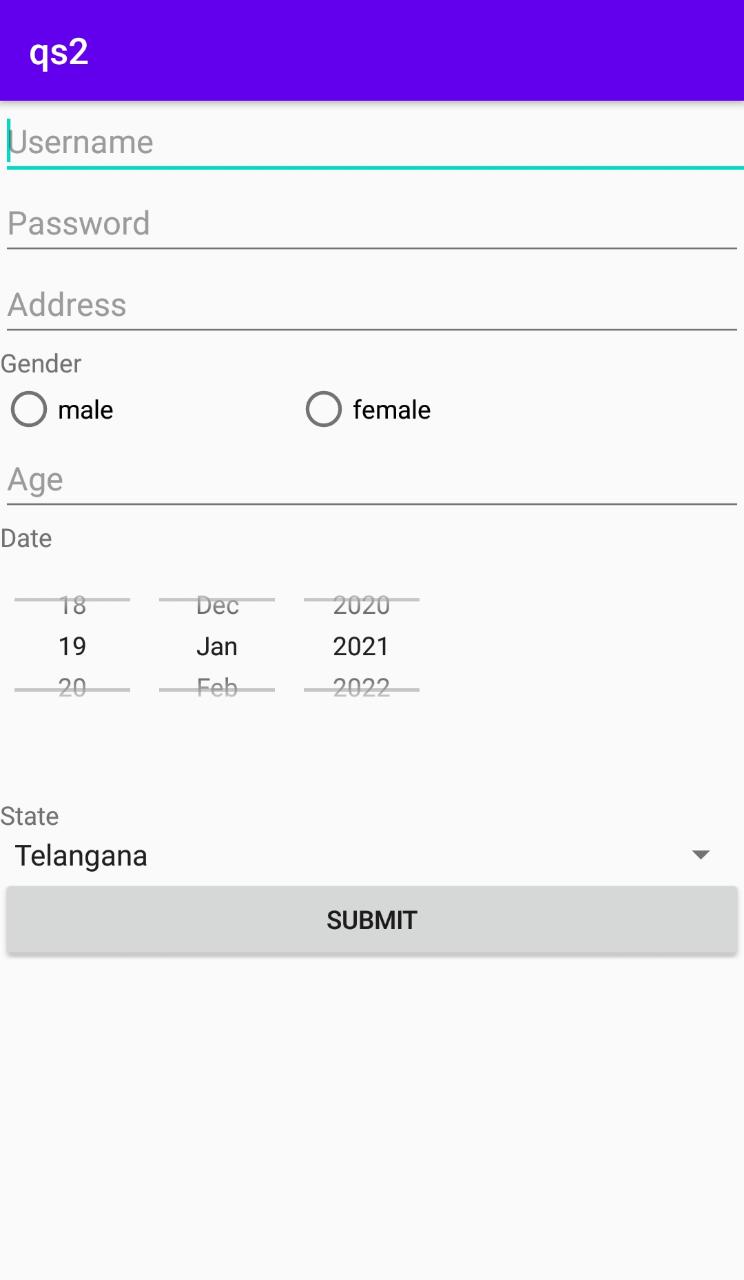 qs2
Username
Password
Address
Gender
male female
Age
Date
18 Dec 2020
19 Jan 2021
20 Feb 2022
State
Telangana
SUBMIT